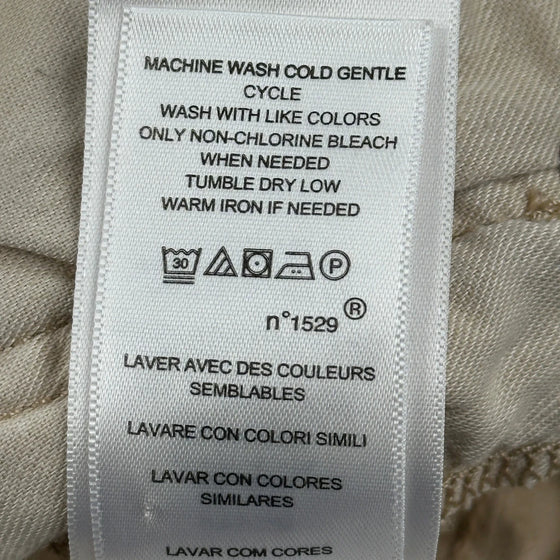 MACHINE WASH COLD GENTLE
CYCLE
WASH WITH LIKE COLORS
ONLY NON-CHLORINE BLEACH
WHEN NEEDED
TUMBLE DRY LOW
WARM IRON IF NEEDED
30 P
n°1529®
LAVER AVEC DES COULEURS
SEMBLABLES
LAVARE CON COLORI SIMILI
LAVAR CON COLORES
SIMILARES
LAVAR COM CORES